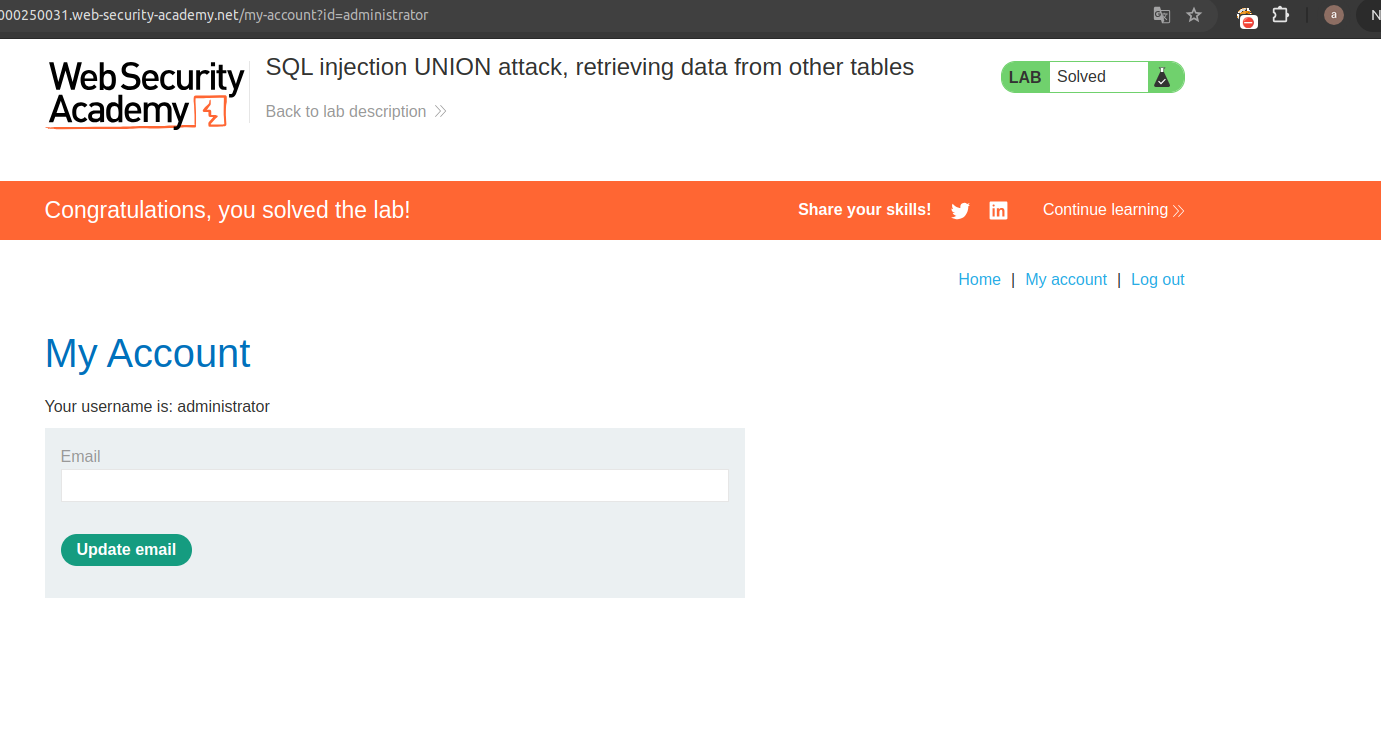 000250031.web-security-academy.net/my-account?id=administrator
a
N
Web Security
Academy
SQL injection UNION attack, retrieving data from other tables
Back to lab description
LAB Solved
Congratulations, you solved the lab!
Share your skills!
Continue learning
Home | My account | Log out
My Account
Your username is: administrator
Email
Update email